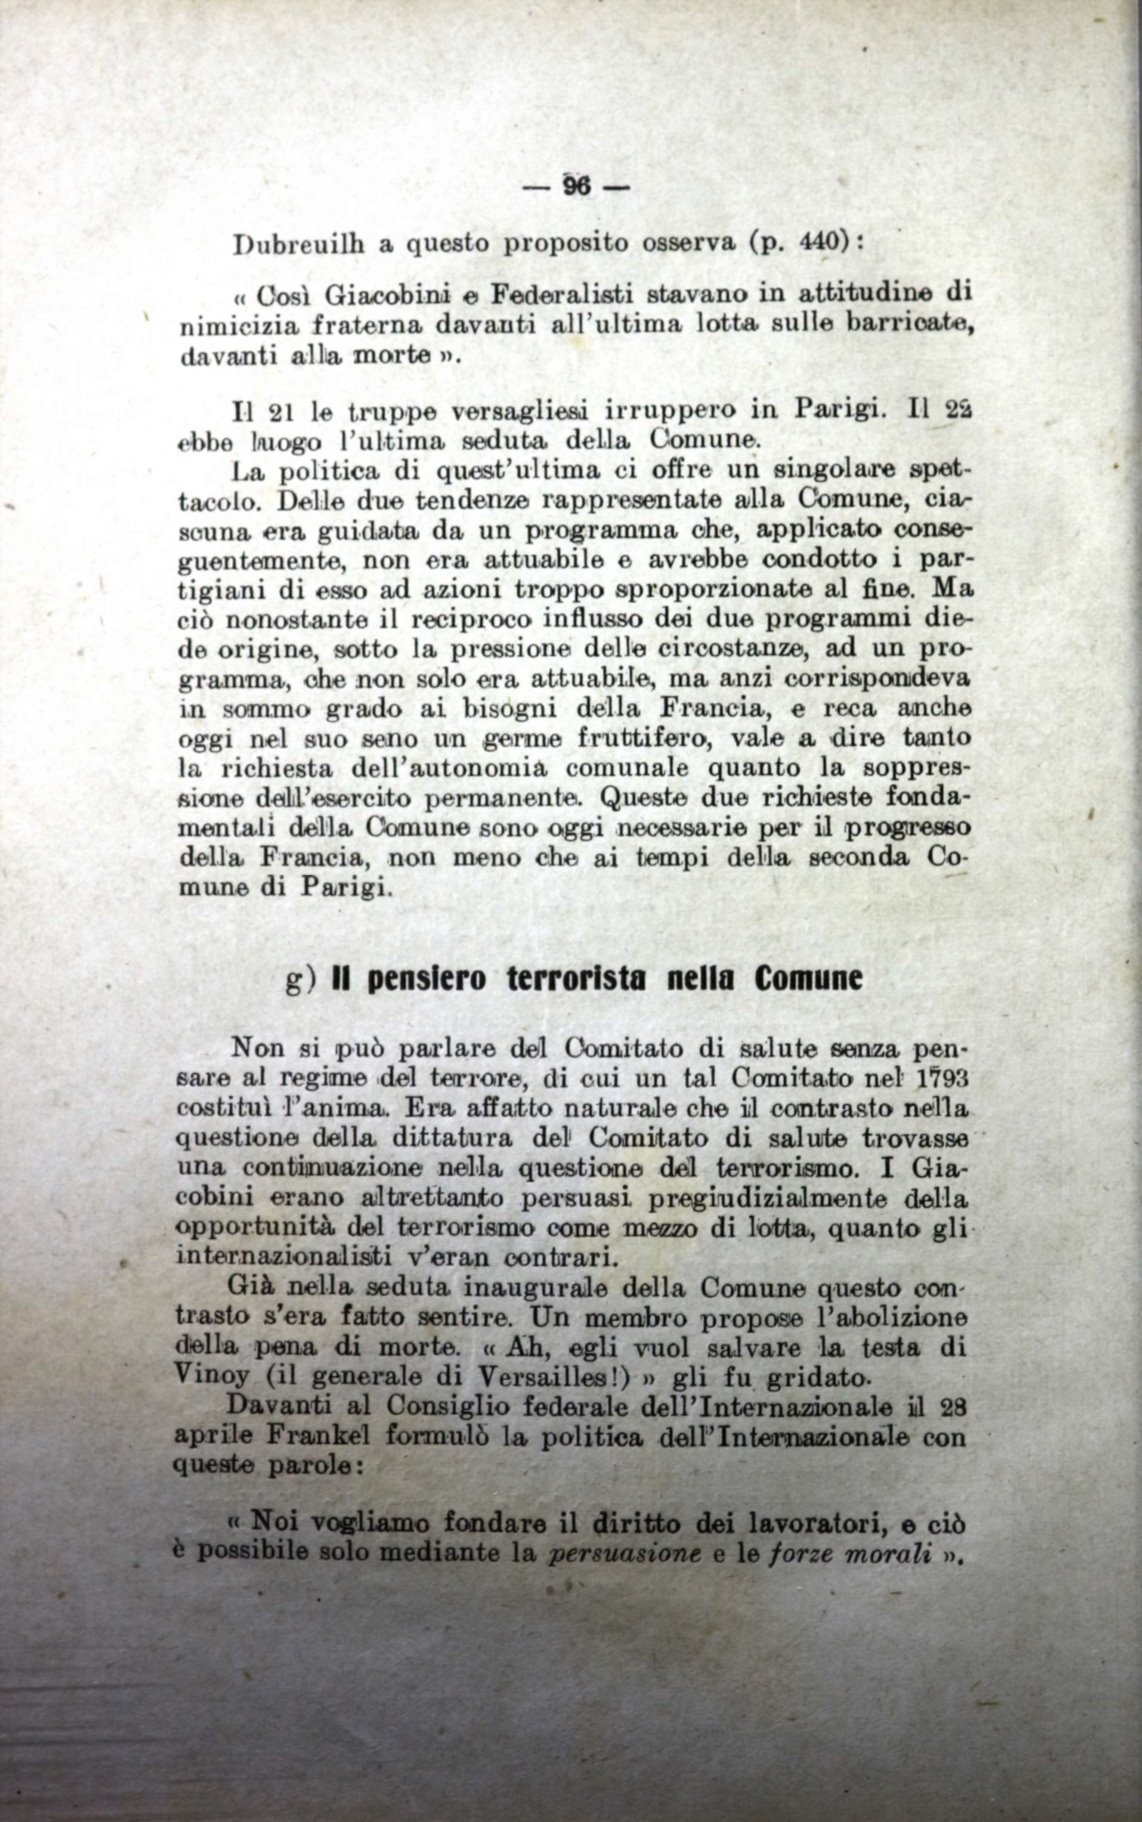 — 96 —
Dubreuilh a questo proposito osserva (p. 440):
« Così Giacobini e Federalisti stavano in attitudine di
nimicizia fraterna davanti all'ultima lotta sulle barricate,
davanti alla morte ».
Il 21 le truppe versagliesi irruppero in Parigi. Il 22
ebbe luogo l'ultima seduta della Comune.
La politica di quest'ultima ci offre un singolare spet-
tacolo. Delle due tendenze rappresentate alla Comune, cia-
scuna era guidata da un programma che, applicato conse-
guentemente, non era attuabile e avrebbe condotto i par-
tigiani di esso ad azioni troppo sproporzionate al fine. Ma
ciò nonostante il reciproco influsso dei due programmi die-
de origine, sotto la pressione delle circostanze, ad un pro-
gramma, che non solo era attuabile, ma anzi corrispondeva
in sommo grado ai bisogni della Francia, e reca anche
oggi nel suo seno un germe fruttifero, vale a dire tanto
la richiesta dell'autonomia comunale quanto la soppres-
sione dell'esercito permanente. Queste due richieste fonda-
mentali della Comune sono oggi necessarie per il progresso
della Francia, non meno che ai tempi della seconda Co-
mune di Parigi.
g) Il pensiero terrorista nella Comune
Non si può parlare del Comitato di salute senza pen-
sare al regime del terrore, di cui un tal Comitato nel 1793
costituì l'anima. Era affatto naturale che il contrasto nella
questione della dittatura del Comitato di salute trovasse
una continuazione nella questione del terrorismo. I Gia-
cobini erano altrettanto persuasi pregiudizialmente della
opportunità del terrorismo come mezzo di lotta, quanto gli
internazionalisti v'eran contrari.
Già nella seduta inaugurale della Comune questo con-
trasto s'era fatto sentire. Un membro propose l'abolizione
della pena di morte. « Ah, egli vuol salvare la testa di
Vinoy (il generale di Versailles!) » gli fu gridato.
Davanti al Consiglio federale dell'Internazionale il 28
aprile Frankel formulò la politica dell'Internazionale con
queste parole:
« Noi vogliamo fondare il diritto dei lavoratori, e ciò
è possibile solo mediante la persuasione e le forze morali ».